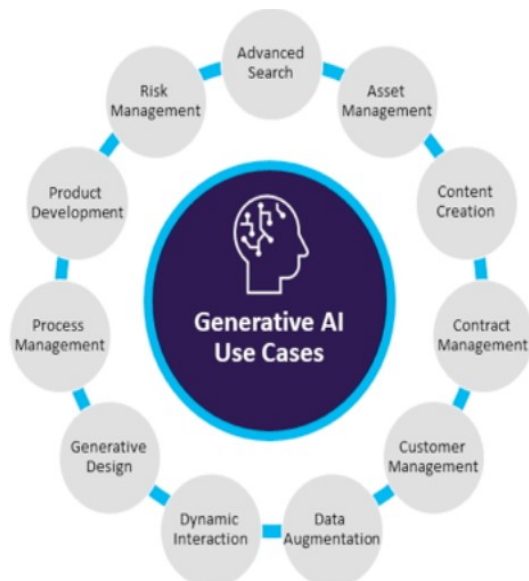 Advanced
Search
Asset
Management
Content
Creation
Contract
Management
Customer
Management
Data
Augmentation
Dynamic
Interaction
Generative
Design
Process
Management
Product
Development
Risk
Management
Generative AI
Use Cases